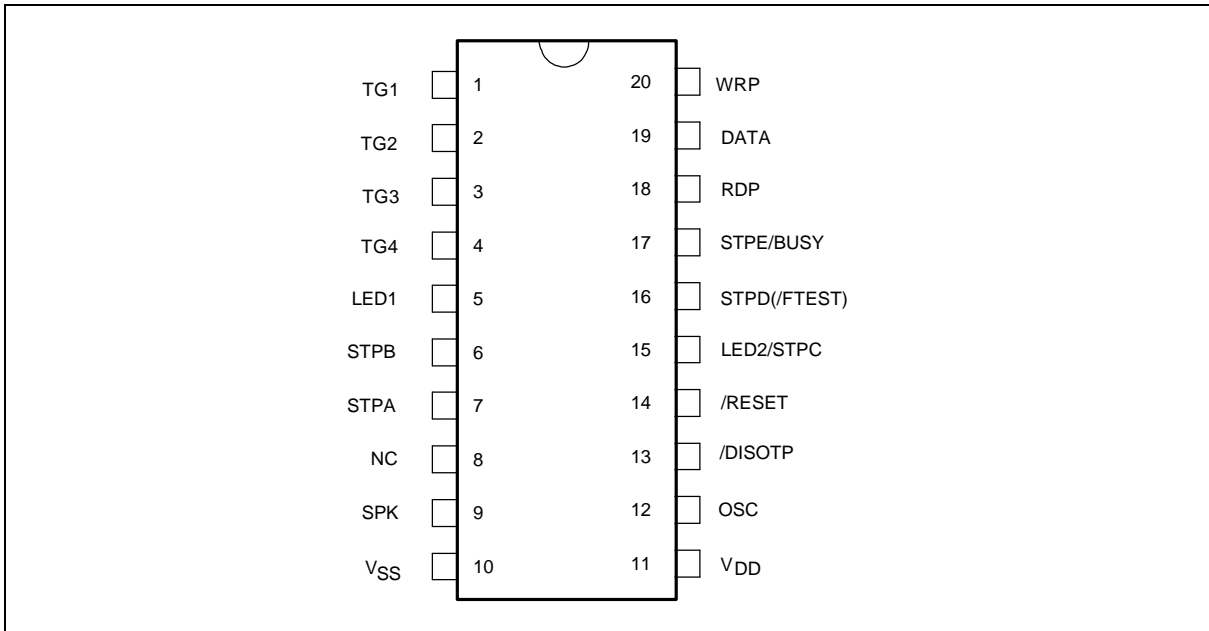 TG1 1 20 WRP
TG2 2 19 DATA
TG3 3 18 RDP
TG4 4 17 STPE/BUSY
LED1 5 16 STPD(/FTEST)
STPB 6 15 LED2/STPC
STPA 7 14 /RESET
NC 8 13 /DISOTP
SPK 9 12 OSC
VSS 10 11 VDD